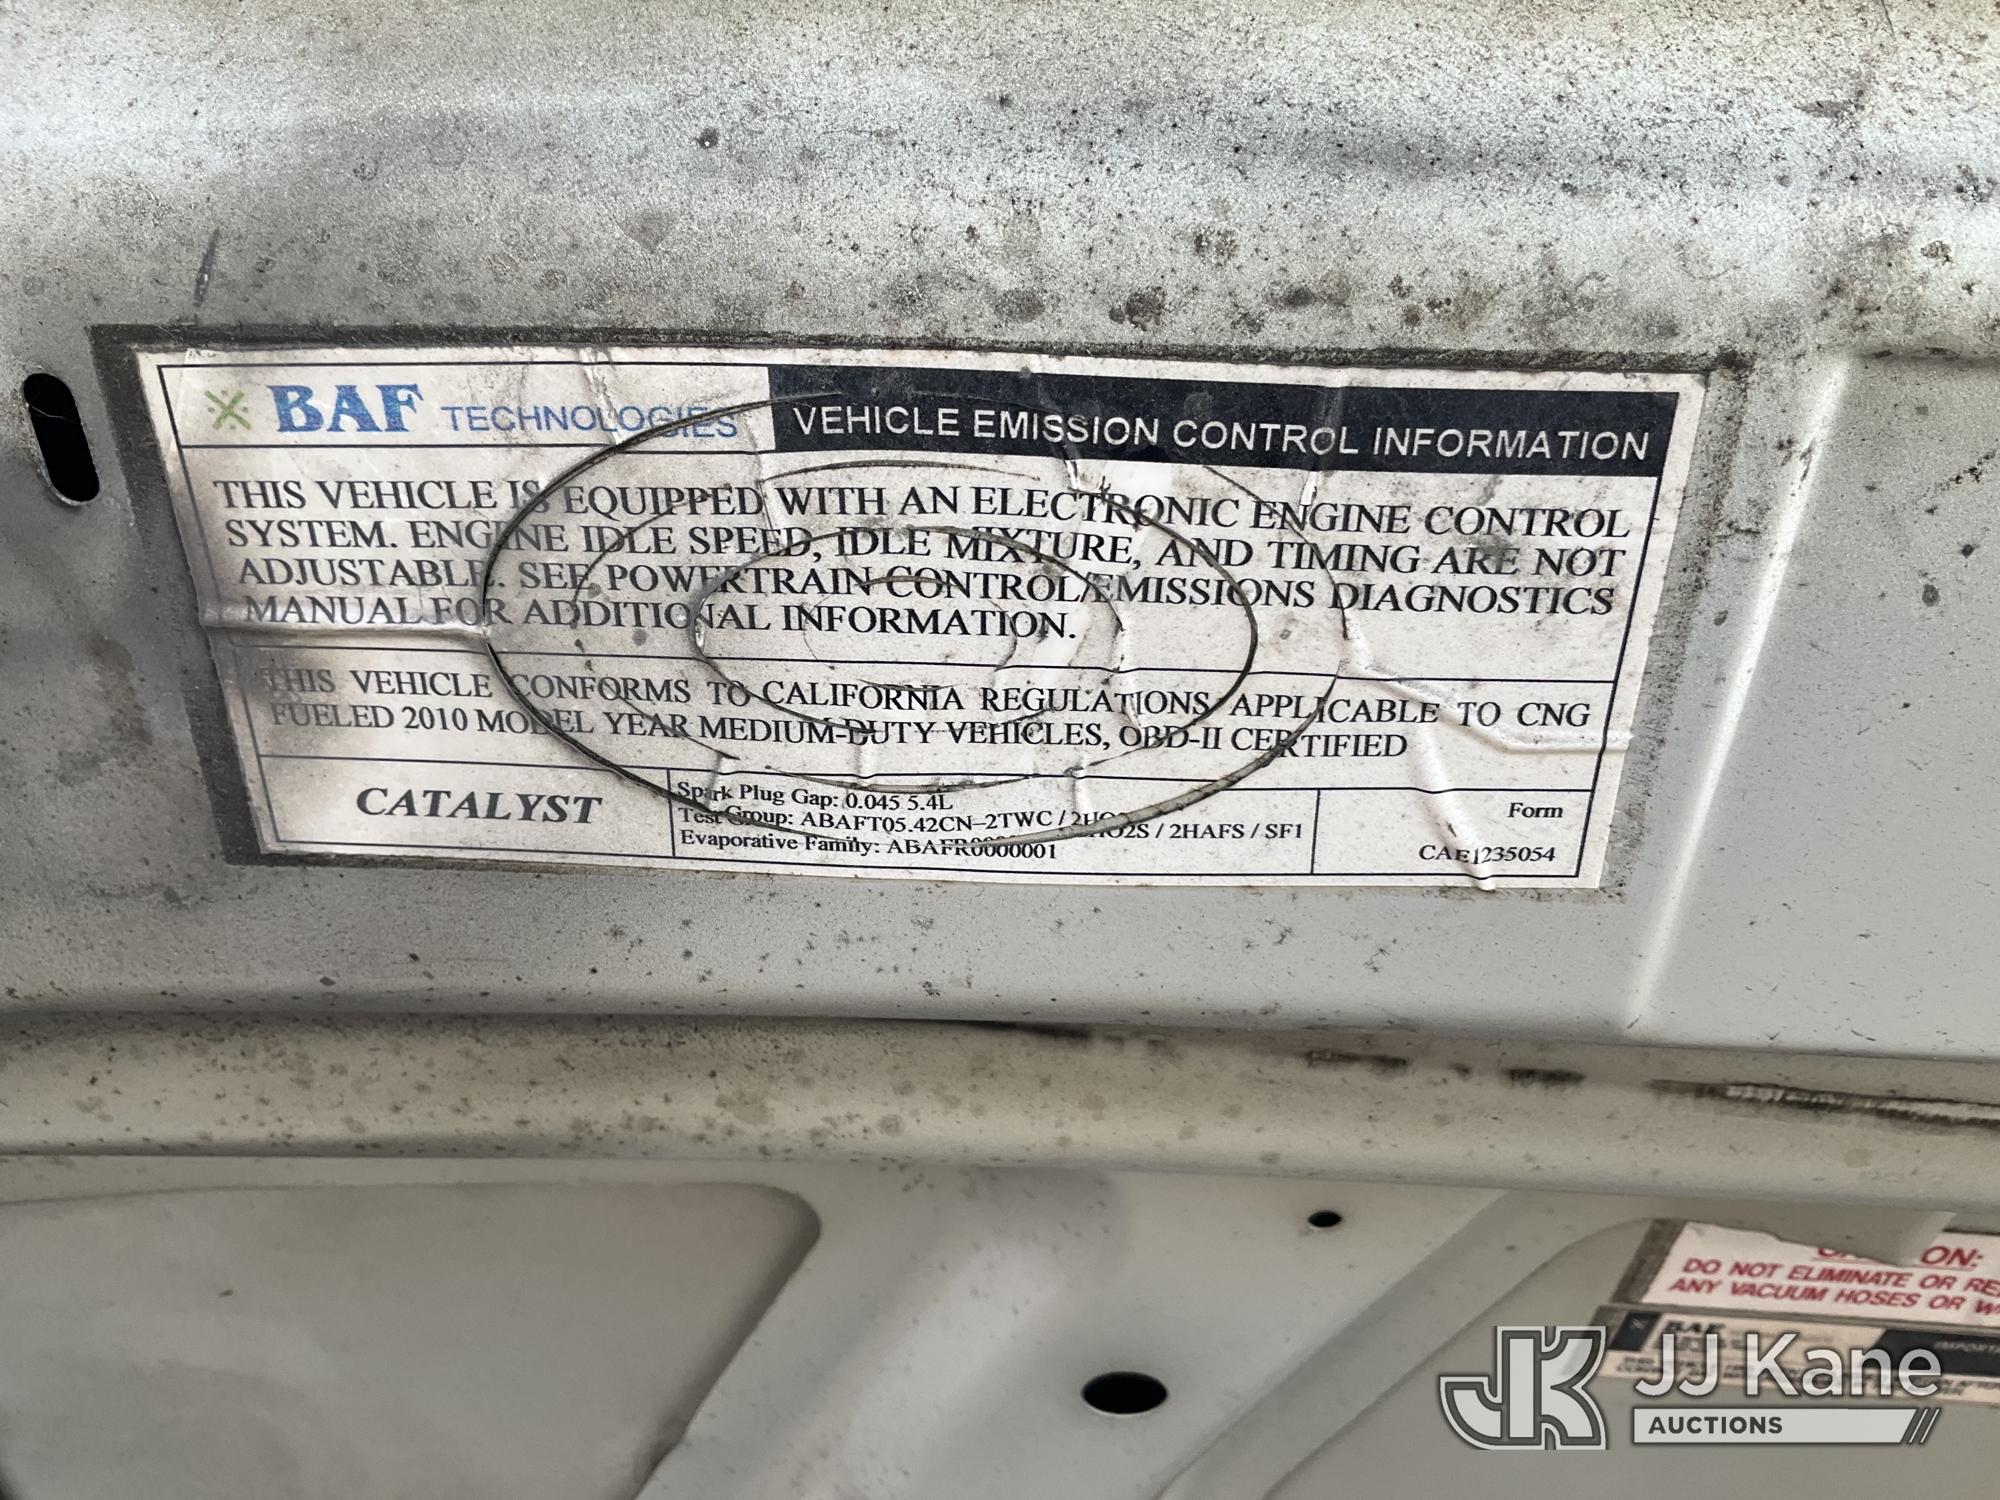 BAF TECHNOLOGIES VEHICLE EMISSION CONTROL INFORMATION
THIS VEHICLE IS EQUIPPED WITH AN ELECTRONIC ENGINE CONTROL
SYSTEM. ENGINE IDLE SPEED, IDLE MIXTURE, AND TIMING ARE NOT
ADJUSTABLE. SEE POWERTRAIN CONTROL/EMISSIONS DIAGNOSTICS
MANUAL FOR ADDITIONAL INFORMATION.
THIS VEHICLE CONFORMS TO CALIFORNIA REGULATIONS APPLICABLE TO CNG
FUELED 2010 MODEL YEAR MEDIUM-DUTY VEHICLES, OBD-II CERTIFIED
CATALYST
Spark Plug Gap: 0.045 5.4L
Test Group: ABAFT05.42CN–2TWC / / 2HAFS / SF1
Evaporative Family: ABAFR0000001
Form
CAE1235054
ON:
DO NOT ELIMINATE OR
ANY VACUUM HOSES OR
BAF
JJ Kane
AUCTIONS